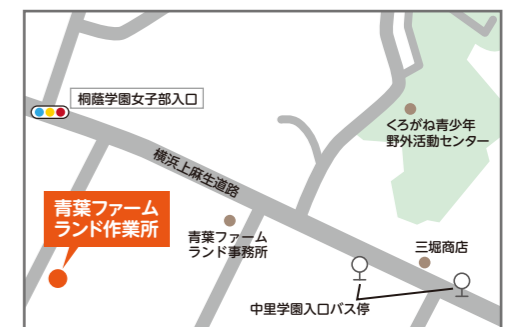 桐蔭学園女子部入口
くろがね青少年
野外活動センター
横浜上麻生道路
青葉ファーム
ランド作業所
青葉ファーム
ランド事務所
三堀商店
中里学園入口バス停